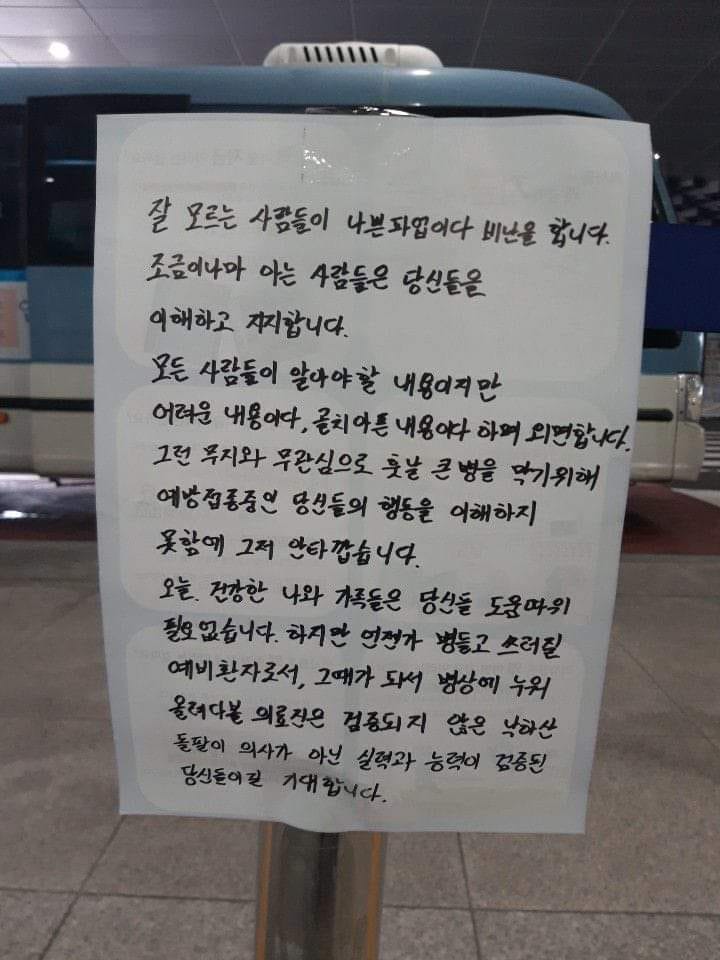 잘 모르는 사람들이 나쁜파업이다 비난을 합니다.
조금이나마 아는 사람들은 당신들을
이해하고 지지합니다.
모든 사람들이 알아야할 내용이지만
어려운 내용이다, 골치아픈 내용이다 하며 외면합니다.
그런 무지와 무관심으로 훗날 큰 병을 막기위해
예방접종중인 당신들의 행동을 이해하지
못함에 그저 안타깝습니다.
오늘. 건강한 나와 가족들은 당신들 도움따위
필요없습니다. 하지만 언젠가 병들고 쓰러질
예비환자로서, 그때가 되서 병상에 누워
올려다볼 의료진은 검증되지 않은 낙하산
돌팔이 의사가 아닌 실력과 능력이 검증된
당신들이길 기대합니다.